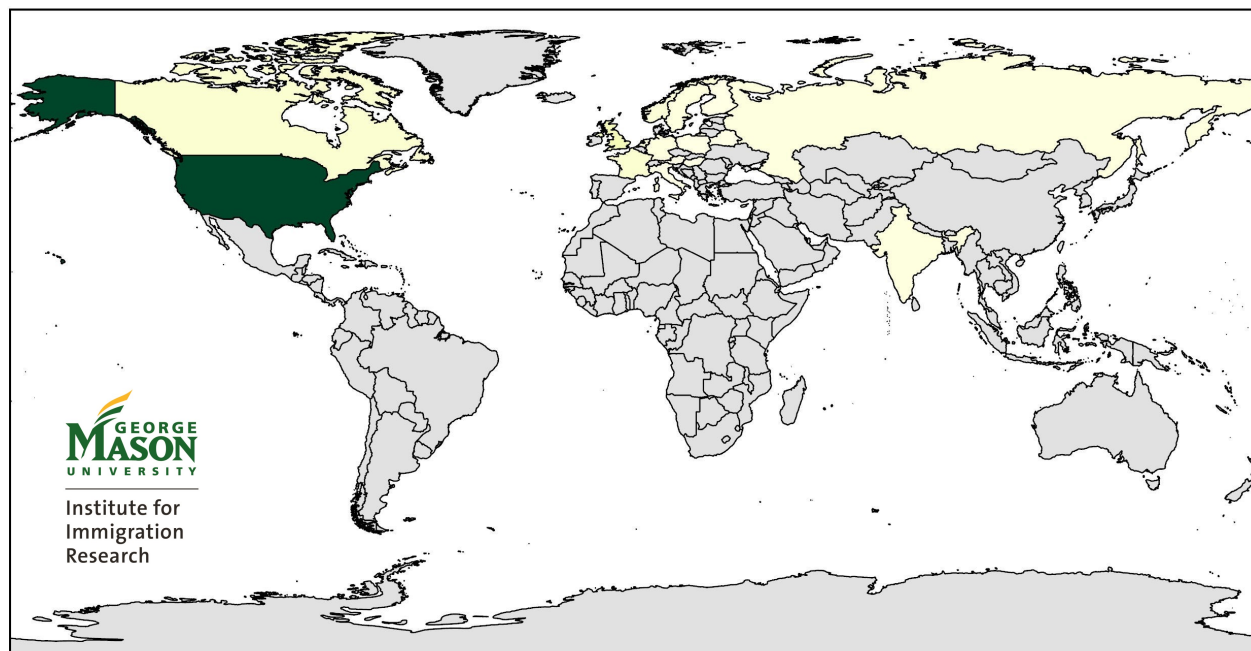 GEORGE
MASON
UNIVERSITY
Institute for
Immigration
Research